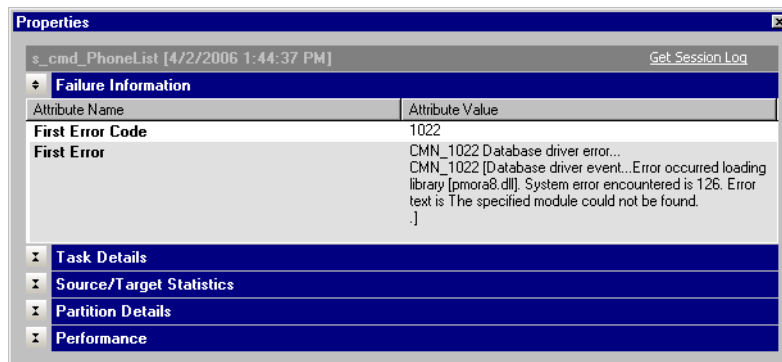 Properties
s_cmd_PhoneList [4/2/2006 1:44:37 PM] Get Session Log
Failure Information
Attribute Name Attribute Value
First Error Code 1022
First Error CMN_1022 Database driver error...
CMN_1022 [Database driver event...Error occurred loading
library [pmora8.dll]. System error encountered is 126. Error
text is The specified module could not be found.
.]
Task Details
Source/Target Statistics
Partition Details
Performance